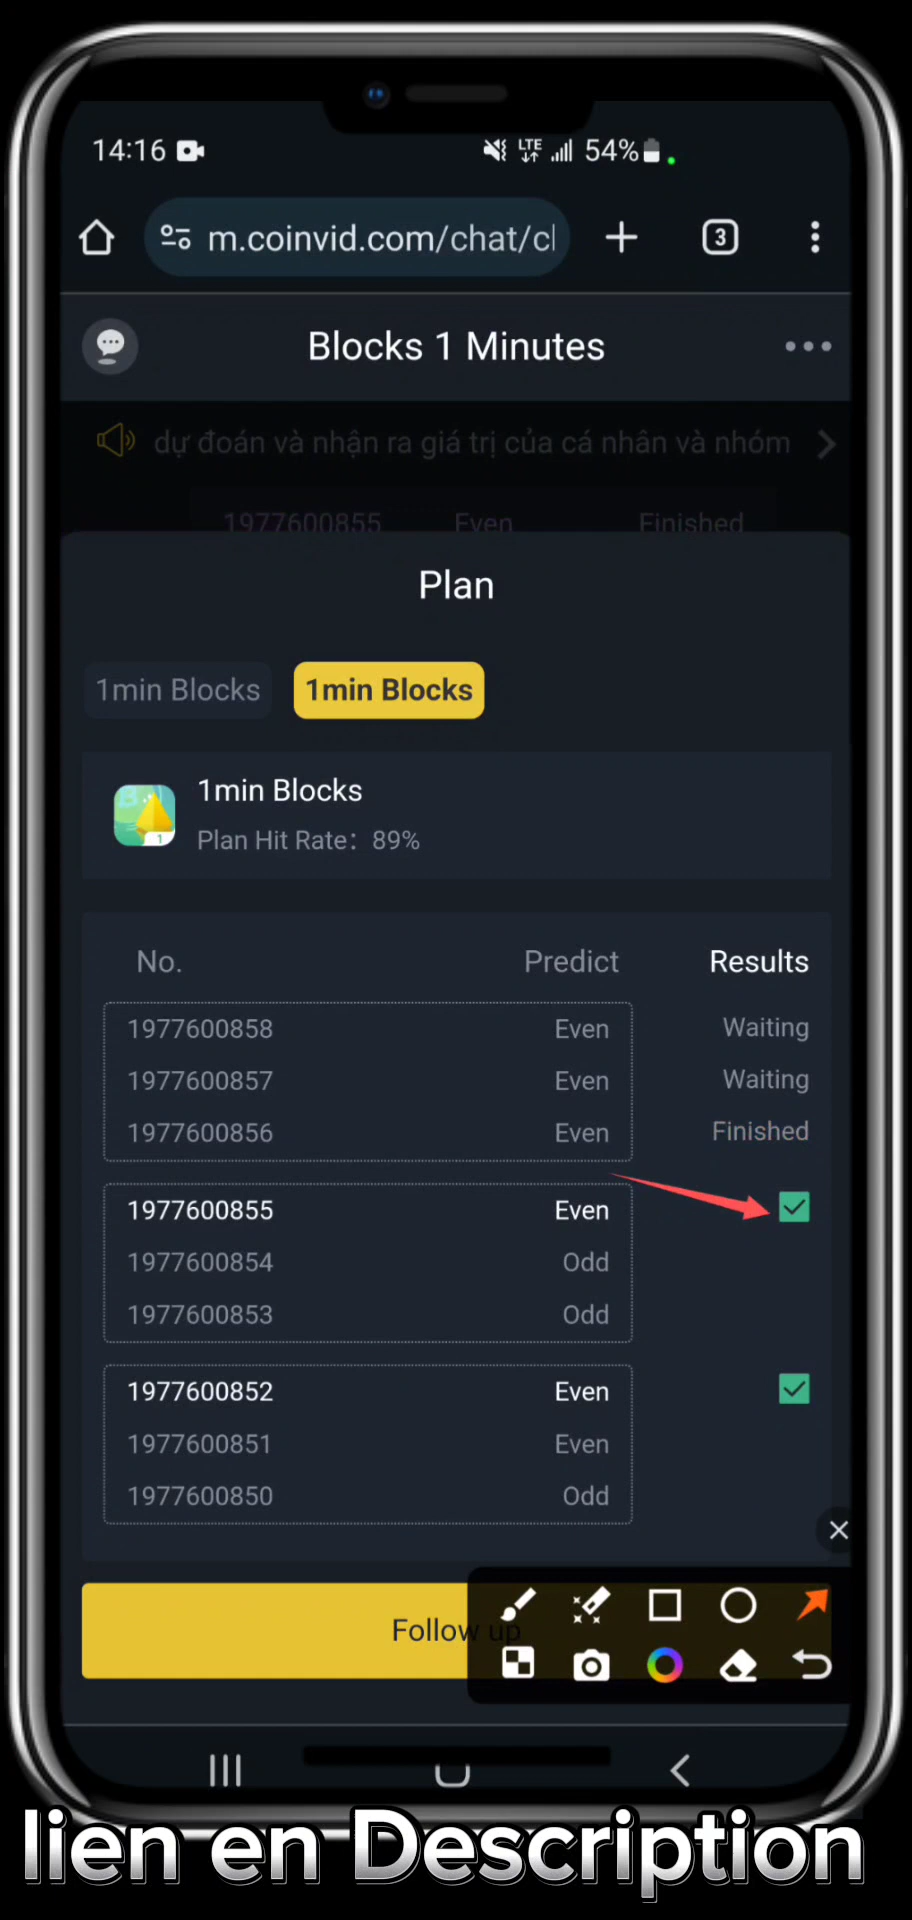 14:16
LTE
54%
m.coinvid.com/chat/cl
3
Blocks 1 Minutes
dự đoán và nhận ra giá trị của cá nhân và nhóm
1977600855 Even Finished
Plan
1min Blocks 1min Blocks
1min Blocks
1
Plan Hit Rate: 89%
No. Predict Results
1977600858 Even Waiting
1977600857 Even Waiting
1977600856 Even Finished
1977600855 Even
1977600854 Odd
1977600853 Odd
1977600852 Even
1977600851 Even
1977600850 Odd
Follow up
lien en Description